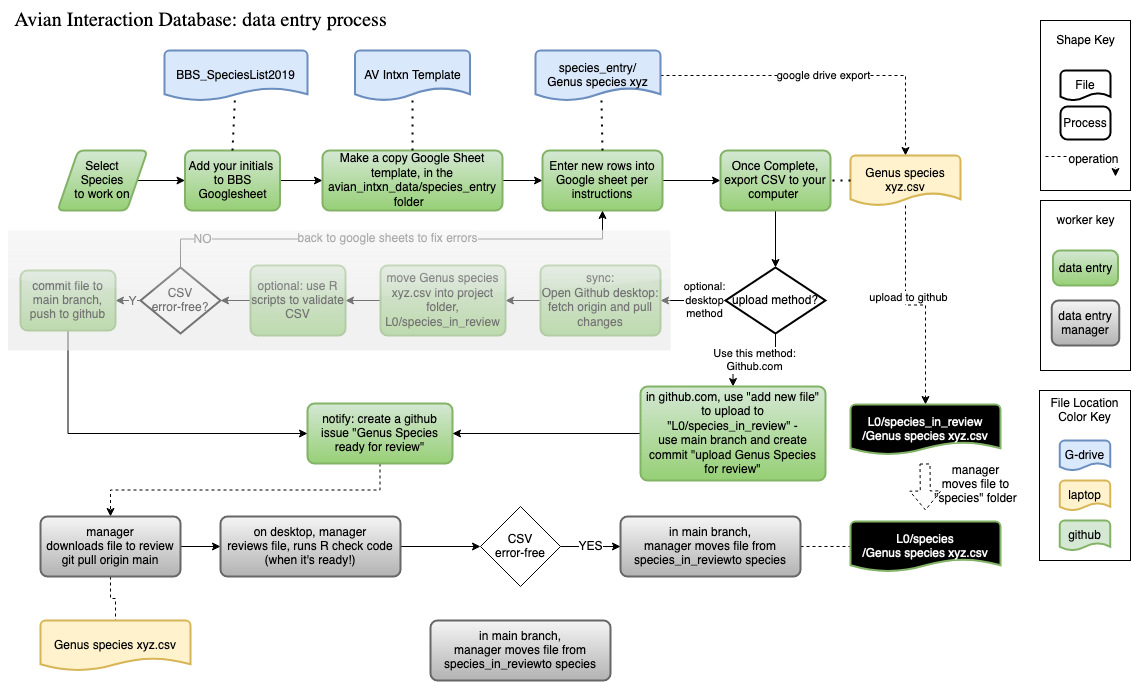 Avian Interaction Database: data entry process
BBS_SpeciesList2019
AV Intxn Template
species_entry/
Genus species xyz
google drive export
Select
Species
to work on
Add your initials
to BBS
Googlesheet
Make a copy Google Sheet
template, in the
avian_intxn_data/species_entry
folder
Enter new rows into
Google sheet per
instructions
Once Complete,
export CSV to your
computer
Genus species
xyz.csv
NO
back to google sheets to fix errors
commit file to
main branch,
push to github
Y
CSV
error-free?
optional: use R
scripts to validate
CSV
move Genus species
xyz.csv into project
folder,
L0/species_in_review
sync:
Open Github desktop:
fetch origin and pull
changes
optional:
desktop
method
upload method?
upload to github
Use this method:
Github.com
notify: create a github
issue "Genus Species
ready for review"
in github.com, use "add new file"
to upload to
"L0/species_in_review" -
use main branch and create
commit "upload Genus Species
for review"
L0/species_in_review
/Genus species xyz.csv
manager
moves file to
"species" folder
manager
downloads file to review
git pull origin main
on desktop, manager
reviews file, runs R check code
(when it's ready!)
CSV
error-free
YES
in main branch,
manager moves file from
species_in_reviewto species
L0/species
/Genus species xyz.csv
Genus species xyz.csv
in main branch,
manager moves file from
species_in_reviewto species
Shape Key
File
Process
operation
worker key
data entry
data entry
manager
File Location
Color Key
G-drive
laptop
github